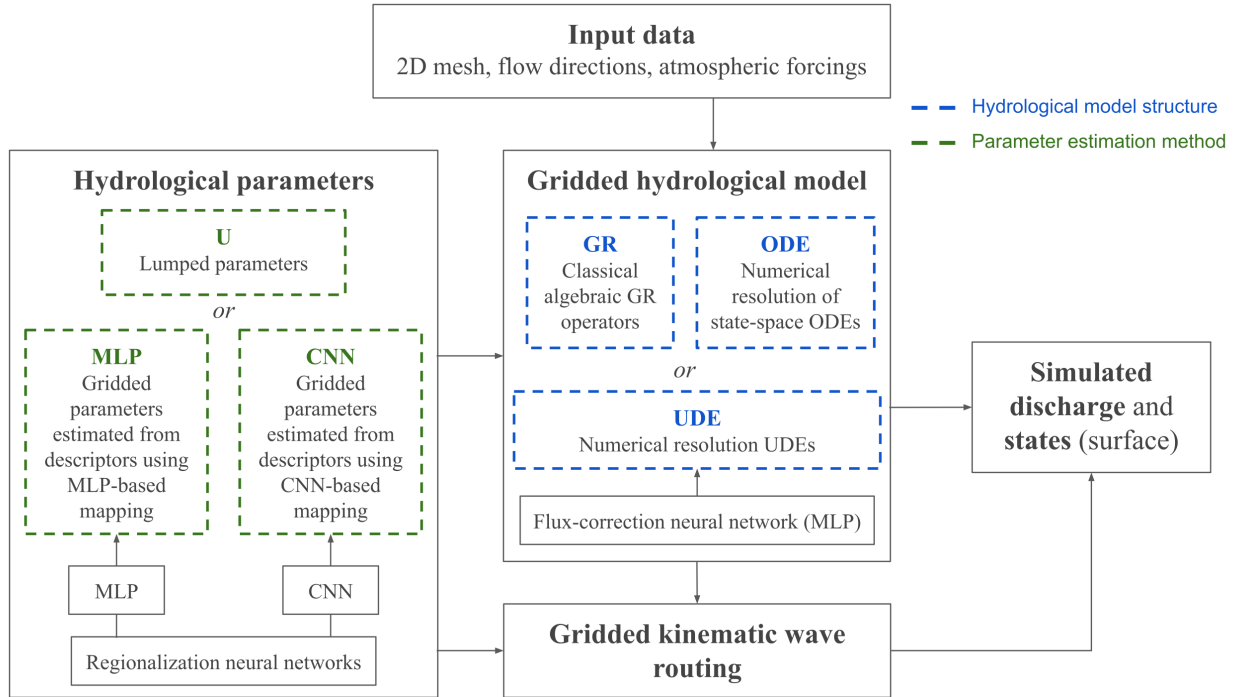 Input data
2D mesh, flow directions, atmospheric forcings
Hydrological model structure
Parameter estimation method
Hydrological parameters
U
Lumped parameters
or
MLP
Gridded
parameters
estimated from
descriptors using
MLP-based
mapping
CNN
Gridded
parameters
estimated from
descriptors using
CNN-based
mapping
MLP
CNN
Regionalization neural networks
Gridded hydrological model
GR
Classical
algebraic GR
operators
ODE
Numerical
resolution of
state-space ODEs
or
UDE
Numerical resolution UDEs
Flux-correction neural network (MLP)
Gridded kinematic wave
routing
Simulated
discharge and
states (surface)